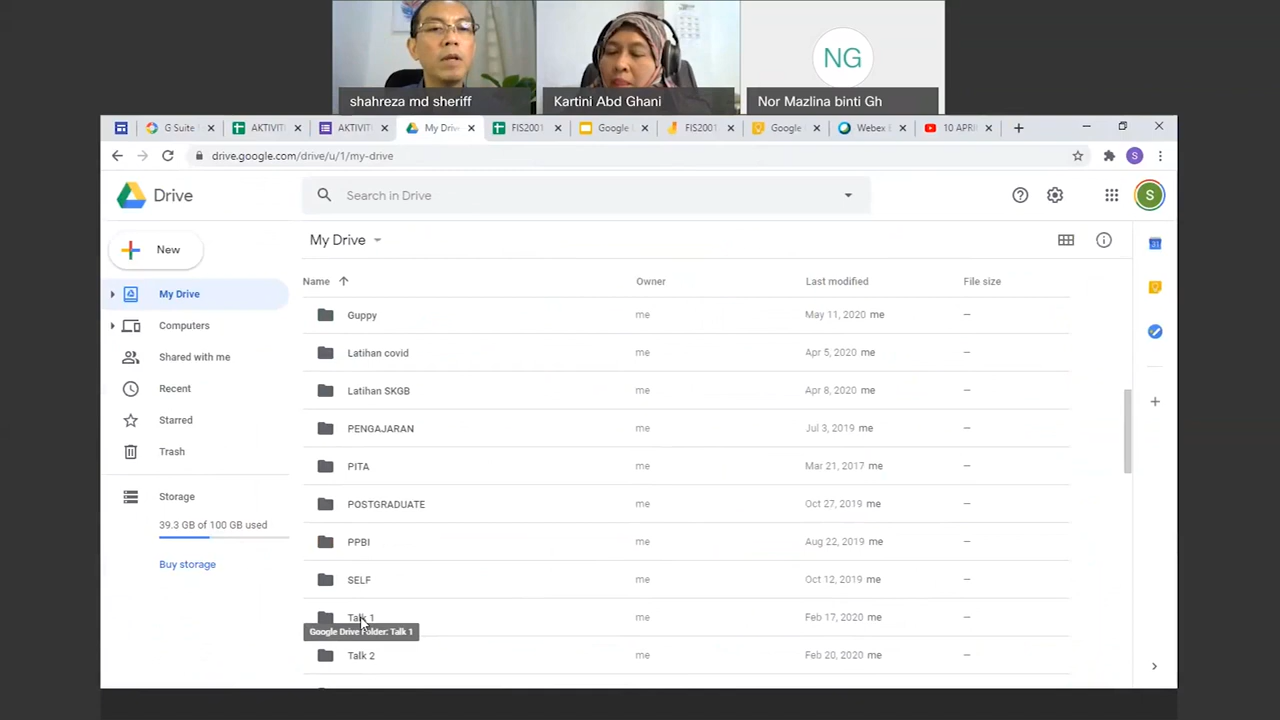 NG
shahreza md sheriff
Kartini Abd Ghani
Nor Mazlina binti Gh
G Suite
AKTIVITI
AKTIVITI
My Driv
FIS2001
Google
FIS2001
Google
Webex
10 APRI
drive.google.com/drive/u/1/my-drive
S
Drive
Search in Drive
S
New
My Drive
My Drive
Computers
Shared with me
Recent
Starred
Trash
Storage
39.3 GB of 100 GB used
Buy storage
Name Owner Last modified File size
Guppy me May 11, 2020 me –
Latihan covid me Apr 5, 2020 me –
Latihan SKGB me Apr 8, 2020 me –
PENGAJARAN me Jul 3, 2019 me –
PITA me Mar 21, 2017 me –
POSTGRADUATE me Oct 27, 2019 me –
PPBI me Aug 22, 2019 me –
SELF me Oct 12, 2019 me –
Talk 1 me Feb 17, 2020 me –
Google Drive Folder: Talk 1
Talk 2 me Feb 20, 2020 me –
31